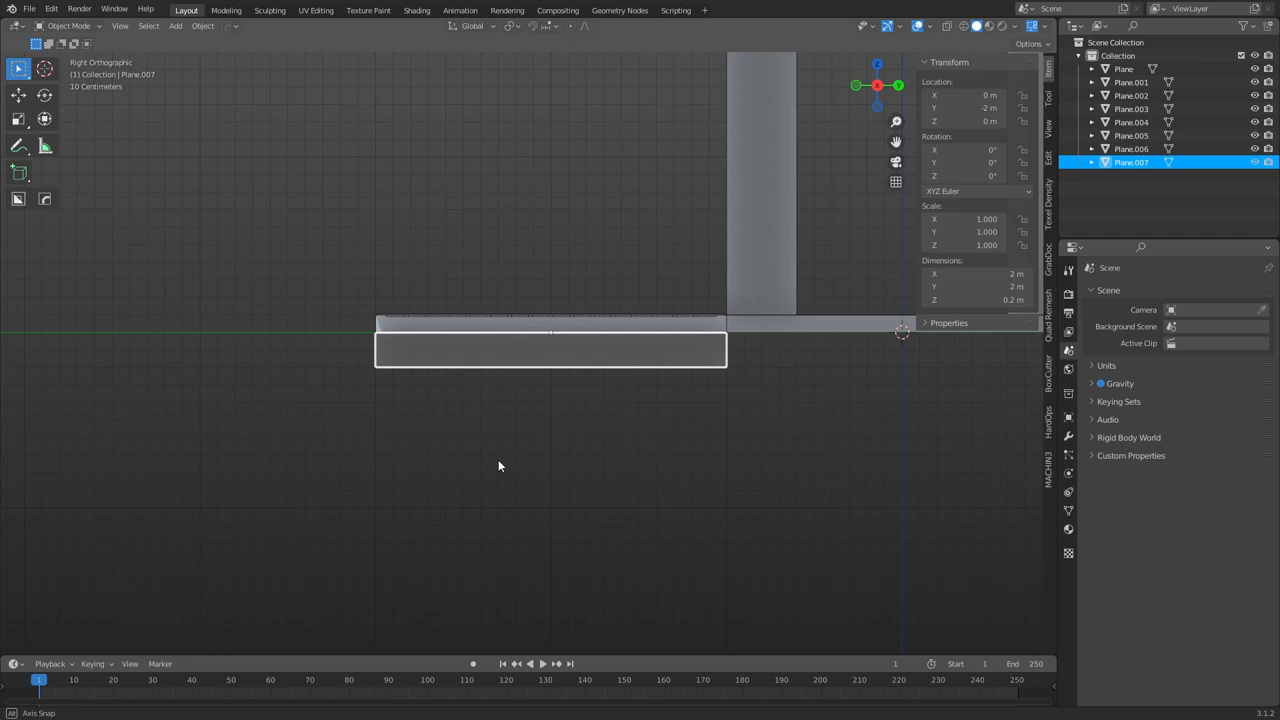 File Edit Render Window Help Layout Modeling Sculpting UV Editing Texture Paint Shading Animation Rendering Compositing Geometry Nodes Scripting + Scene ViewLayer
Object Mode View Select Add Object Global
Options
Right Orthographic
(1) Collection | Plane.007
10 Centimeters
Z
Y
X
Transform
Location:
X 0 m
Y -2 m
Z 0 m
Rotation:
X 0°
Y 0°
Z 0°
XYZ Euler
Scale:
X 1.000
Y 1.000
Z 1.000
Dimensions:
X 2 m
Y 2 m
Z 0.2 m
Properties
Item
Tool
View
Edit
Texel Density
GrabDoc
Quad Remesh
BoxCutter
HardOps
MACHIN3
Scene Collection
Collection
Plane
Plane.001
Plane.002
Plane.003
Plane.004
Plane.005
Plane.006
Plane.007
Scene
Scene
Camera
Background Scene
Active Clip
Units
Gravity
Keying Sets
Audio
Rigid Body World
Custom Properties
Playback Keying View Marker 1 Start 1 End 250
1 10 20 30 40 50 60 70 80 90 100 110 120 130 140 150 160 170 180 190 200 210 220 230 240 250
Alt Axis Snap 3.1.2